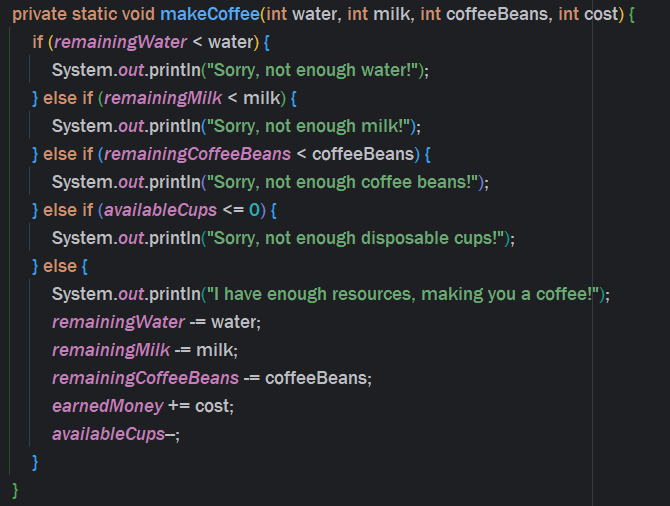 private static void makeCoffee(int water, int milk, int coffeeBeans, int cost) {
if (remainingWater < water) {
System.out.println("Sorry, not enough water!");
} else if (remainingMilk < milk) {
System.out.println("Sorry, not enough milk!");
} else if (remainingCoffeeBeans < coffeeBeans) {
System.out.println("Sorry, not enough coffee beans!");
} else if (availableCups <= 0) {
System.out.println("Sorry, not enough disposable cups!");
} else {
System.out.println("I have enough resources, making you a coffee!");
remainingWater -= water;
remainingMilk -= milk;
remainingCoffeeBeans -= coffeeBeans;
earnedMoney += cost;
availableCups--;
}
}